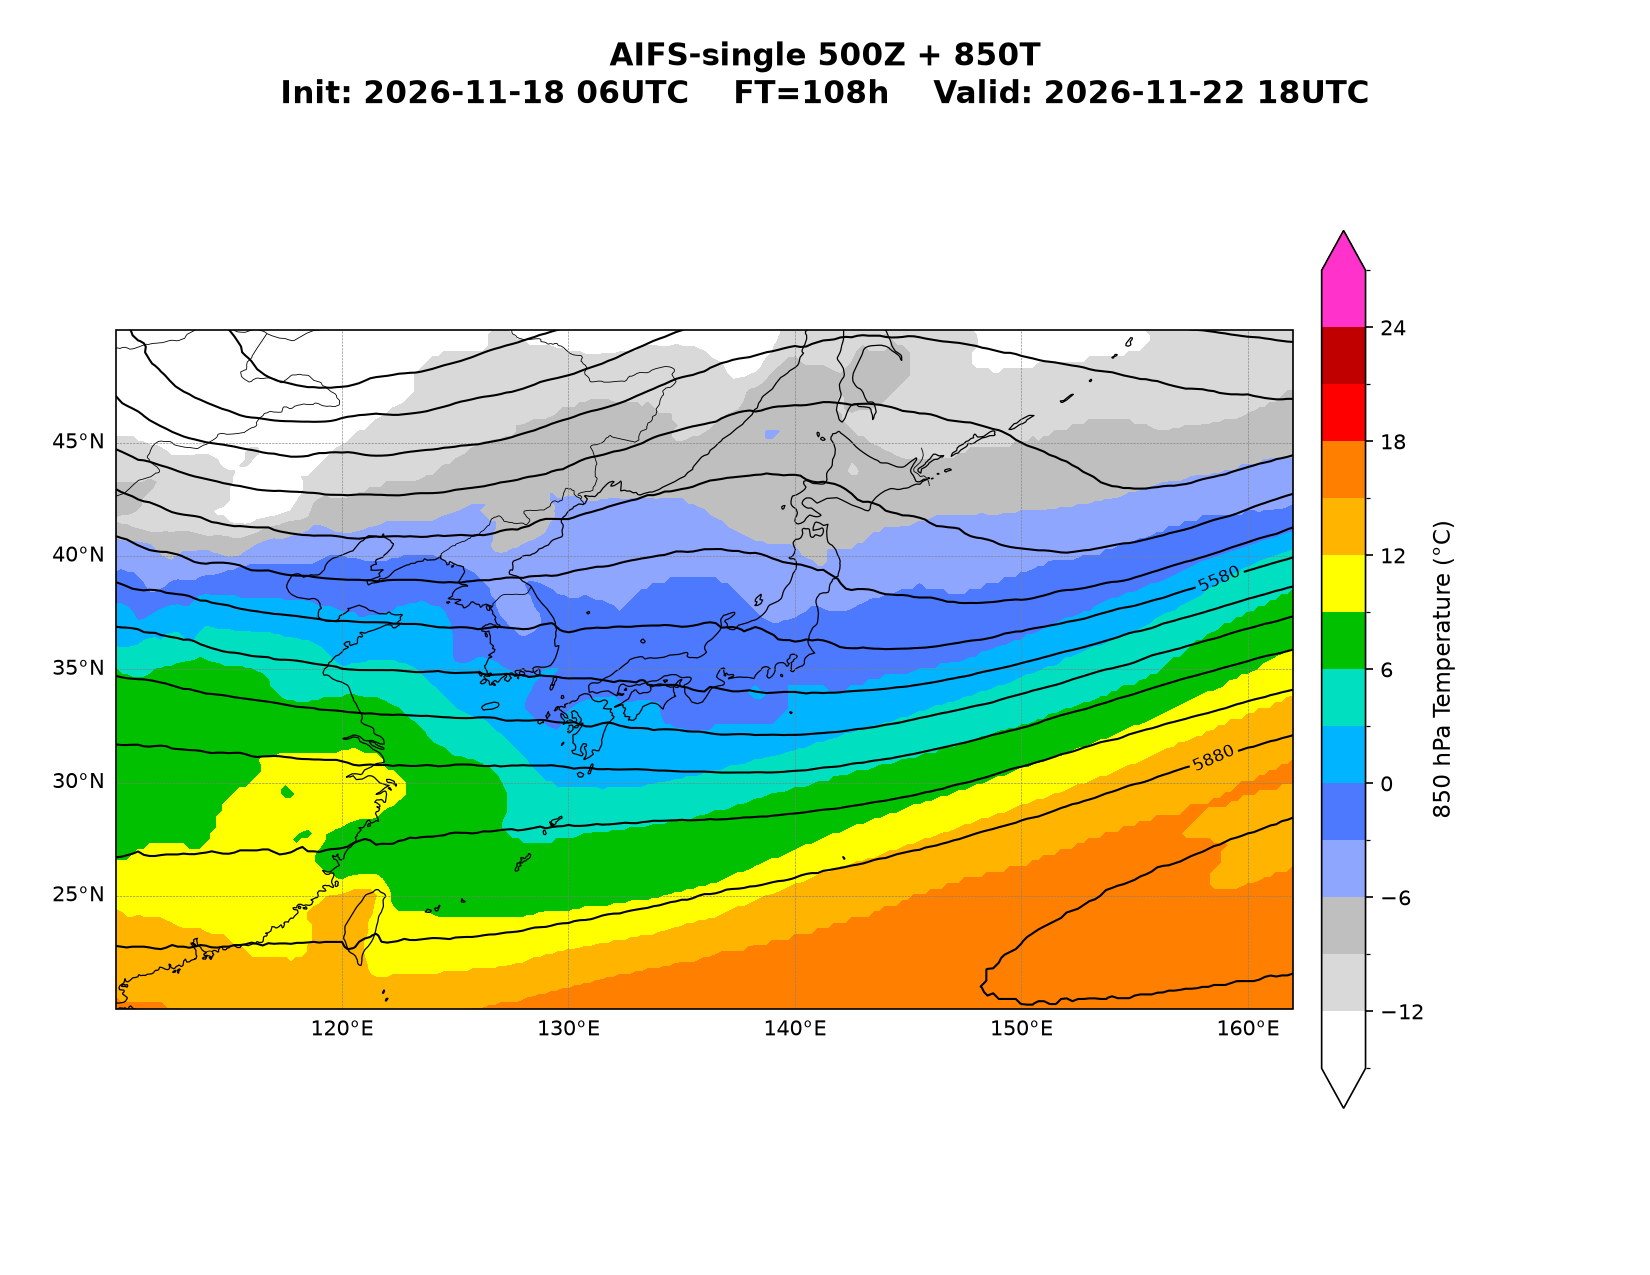 AIFS-single 500Z + 850T
Init: 2026-11-18 06UTC    FT=108h    Valid: 2026-11-22 18UTC
45°N
40°N
35°N
30°N
25°N
120°E
130°E
140°E
150°E
160°E
5580
5880
24
18
12
6
0
−6
−12
850 hPa Temperature (°C)